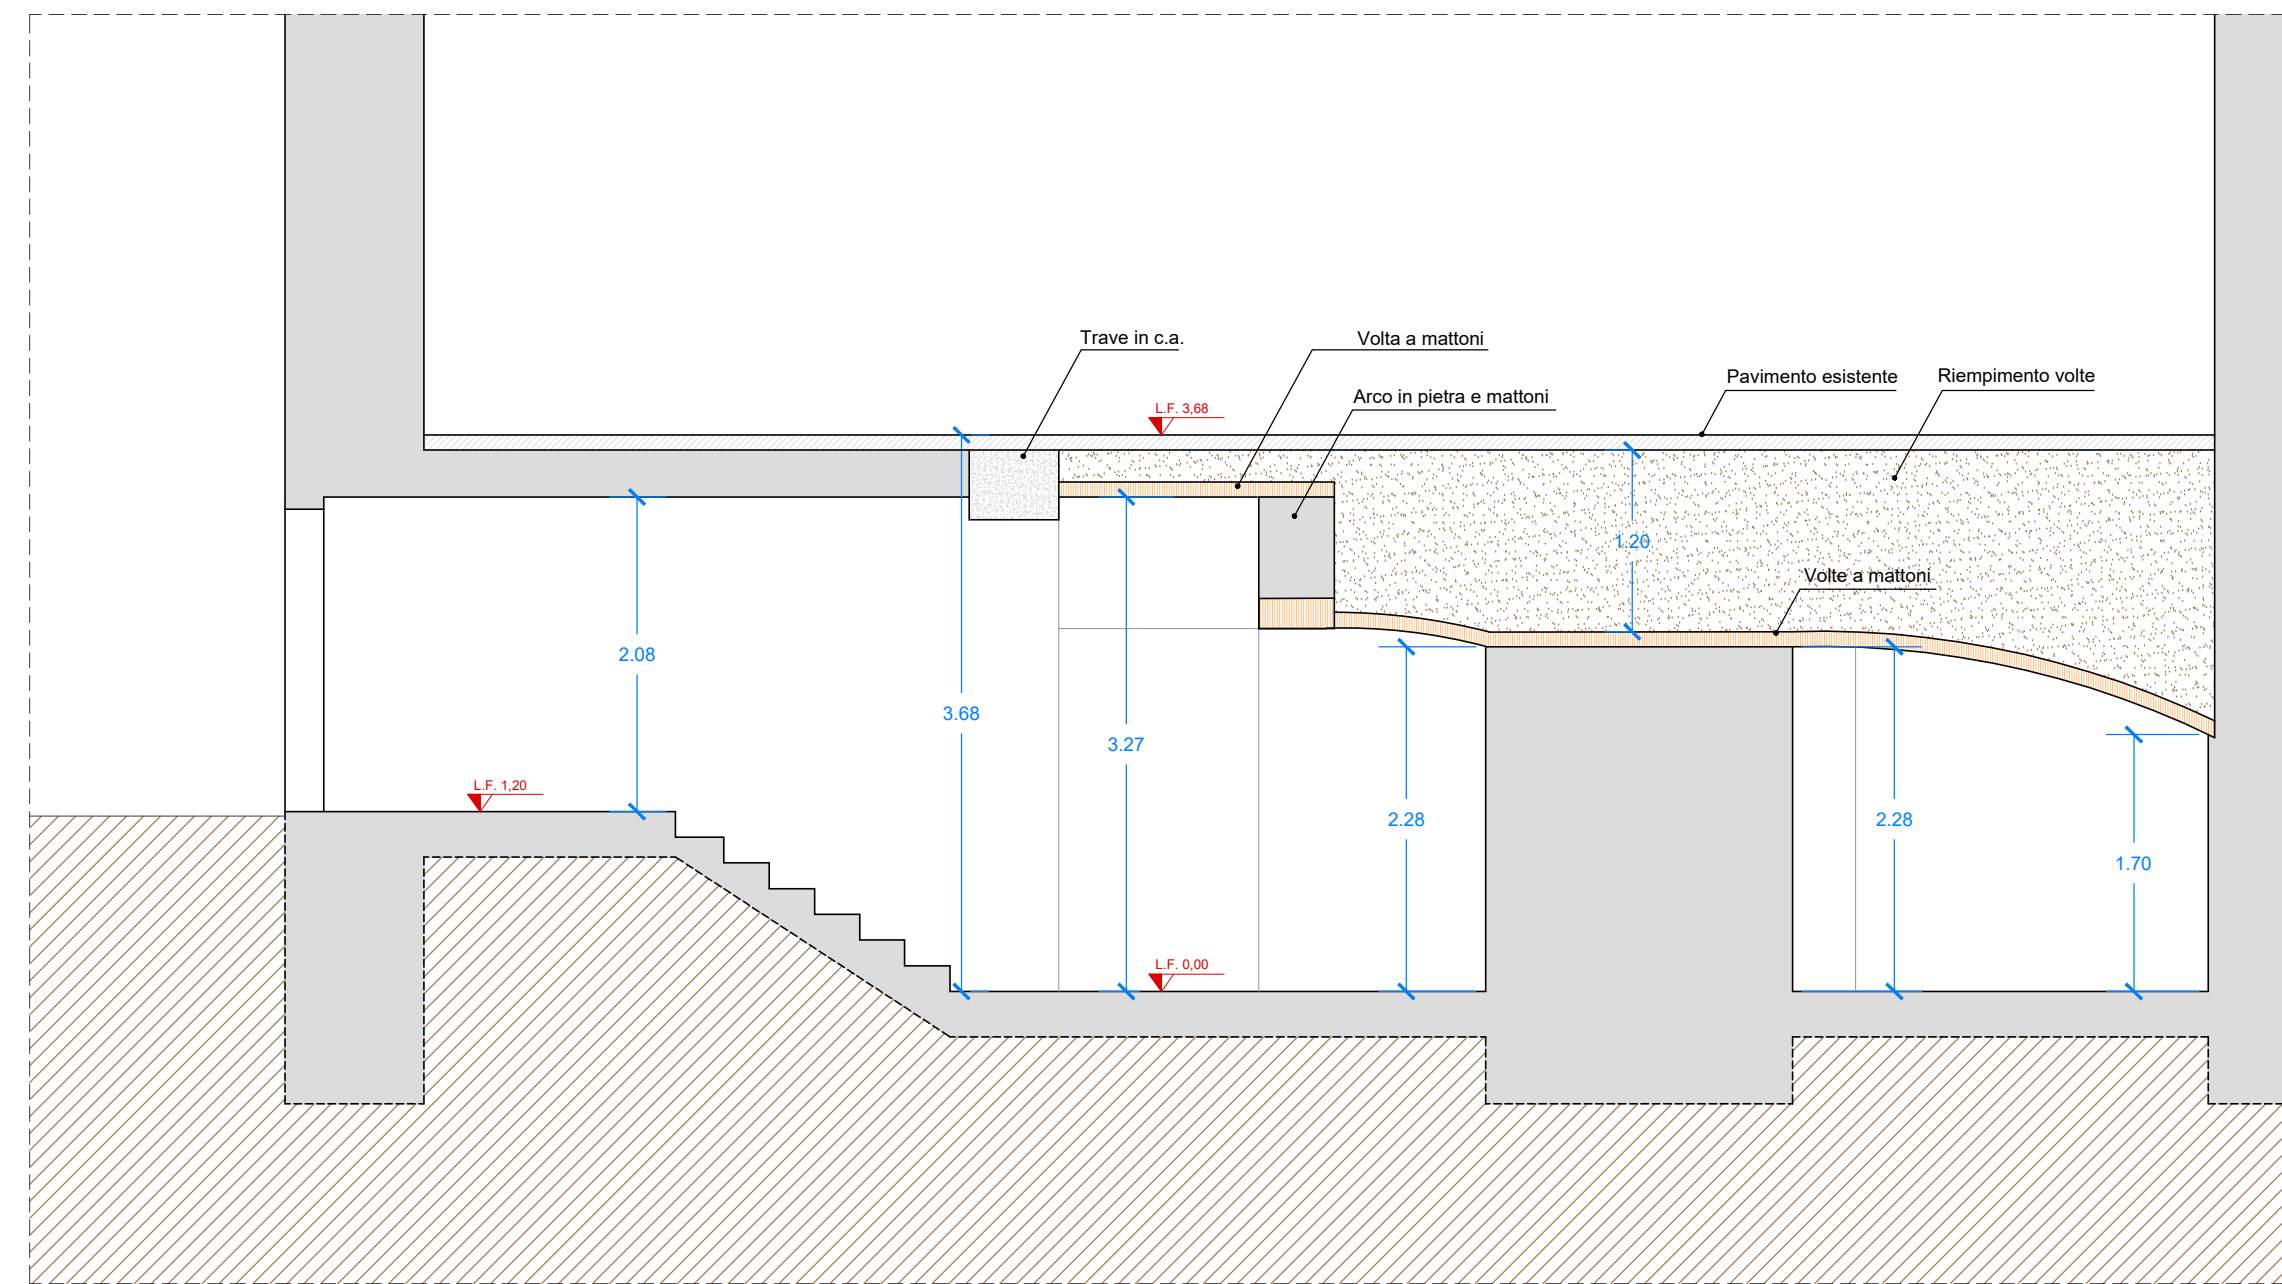 Trave in c.a.
Volta a mattoni
Arco in pietra e mattoni
Pavimento esistente
Riempimento volte
L.F. 3,68
1.20
Volte a mattoni
2.08
3.68
3.27
L.F. 1,20
2.28
2.28
1.70
L.F. 0,00